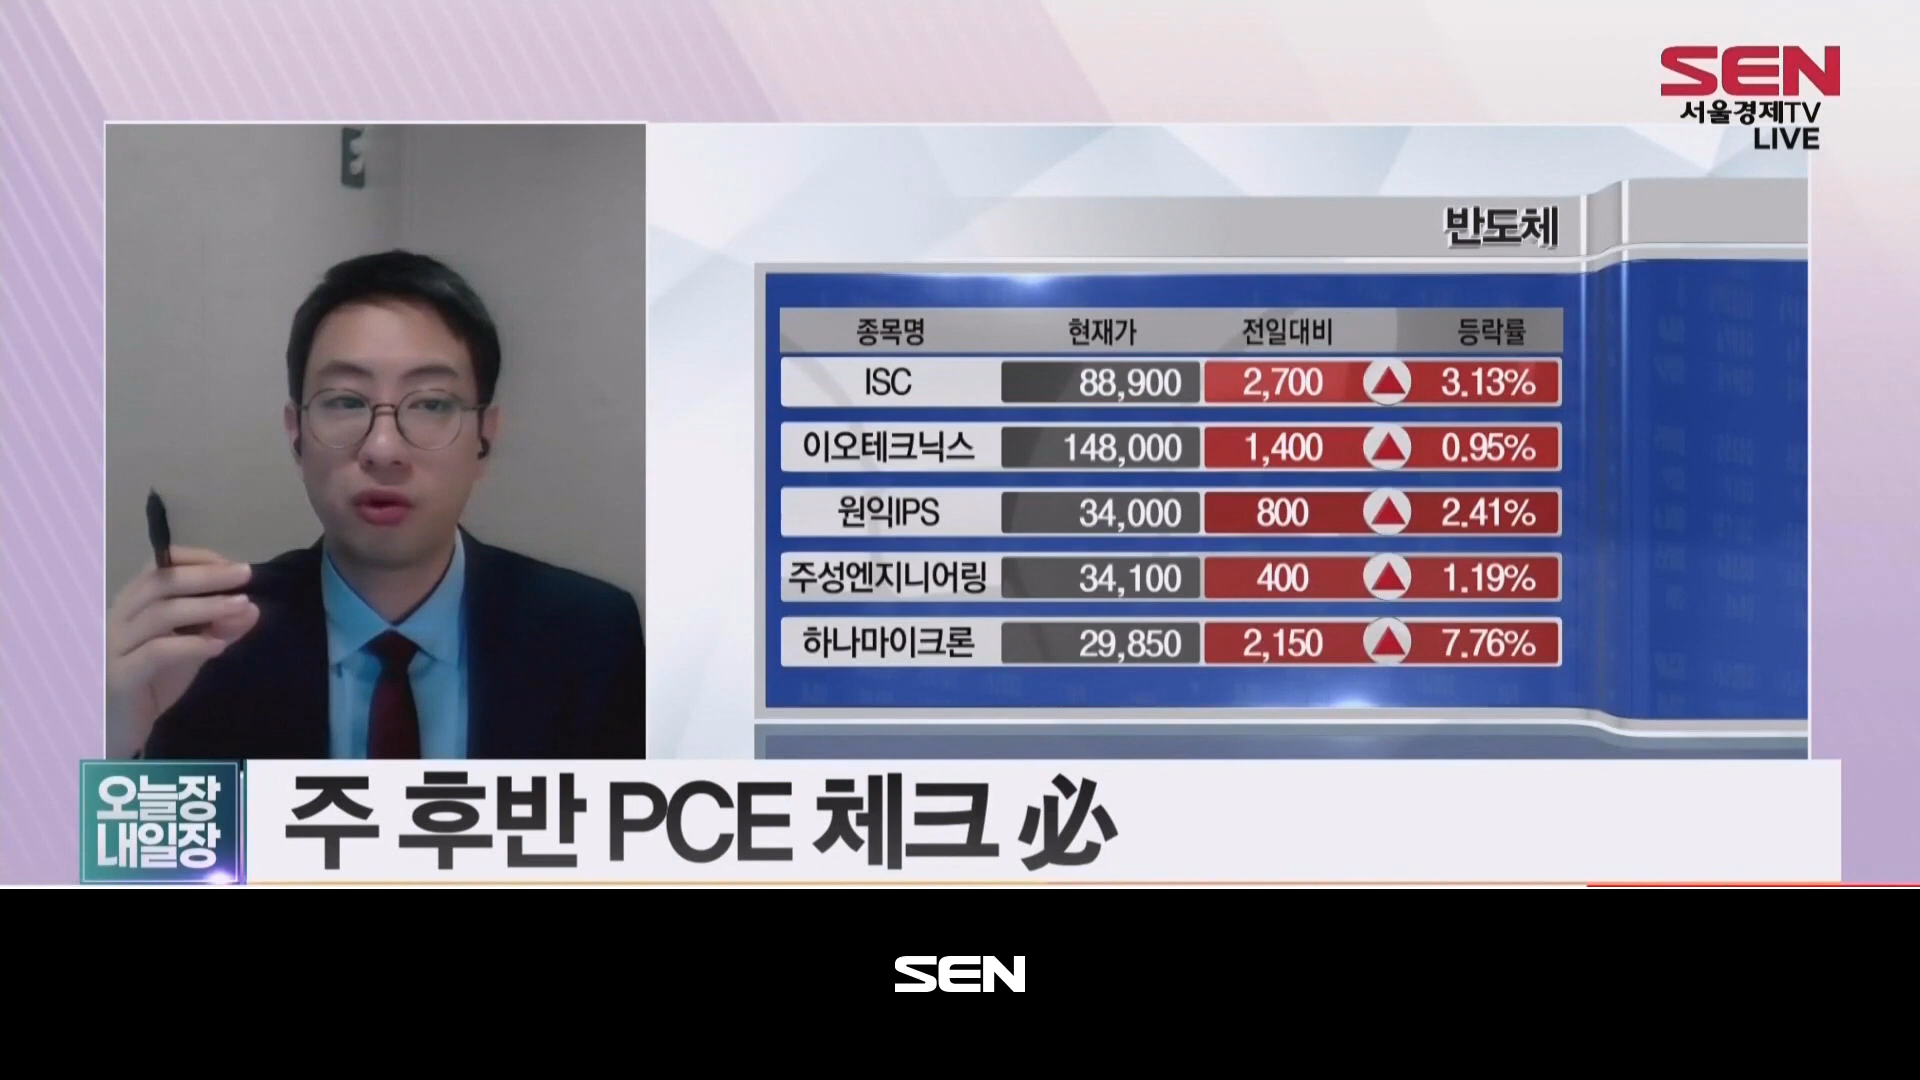 SEN
서울경제TV
LIVE
반도체
종목명 현재가 전일대비 등락률
ISC 88,900 2,700 3.13%
이오테크닉스 148,000 1,400 0.95%
원익IPS 34,000 800 2.41%
주성엔지니어링 34,100 400 1.19%
하나마이크론 29,850 2,150 7.76%
오늘장
내일장
주 후반 PCE 체크 必
SEN